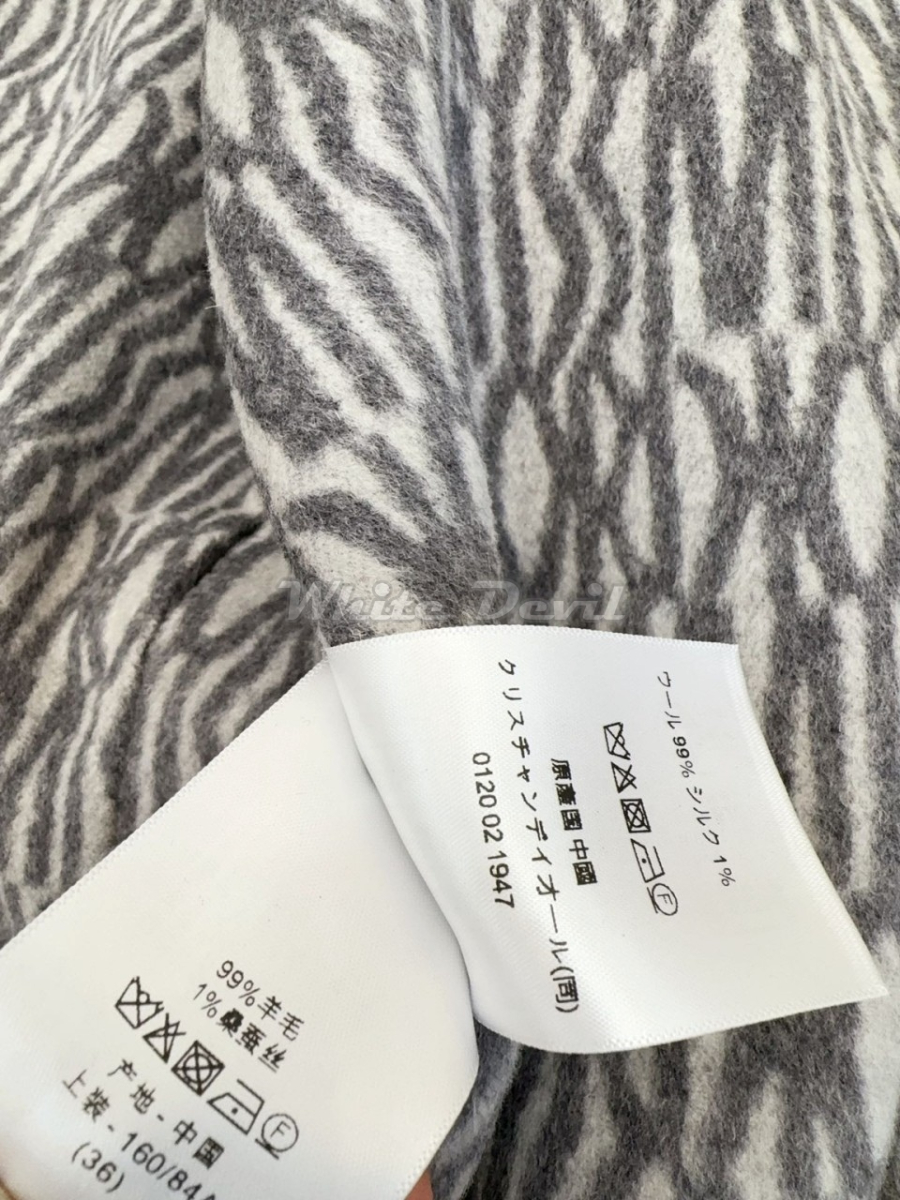 White Devil
ウール 99% シルク 1%
原産国 中國
クリスチャンディオール(同)
0120 02 1947
99% 羊毛
1% 桑蚕丝
产地 - 中國
上装 - 160/84A
(36)